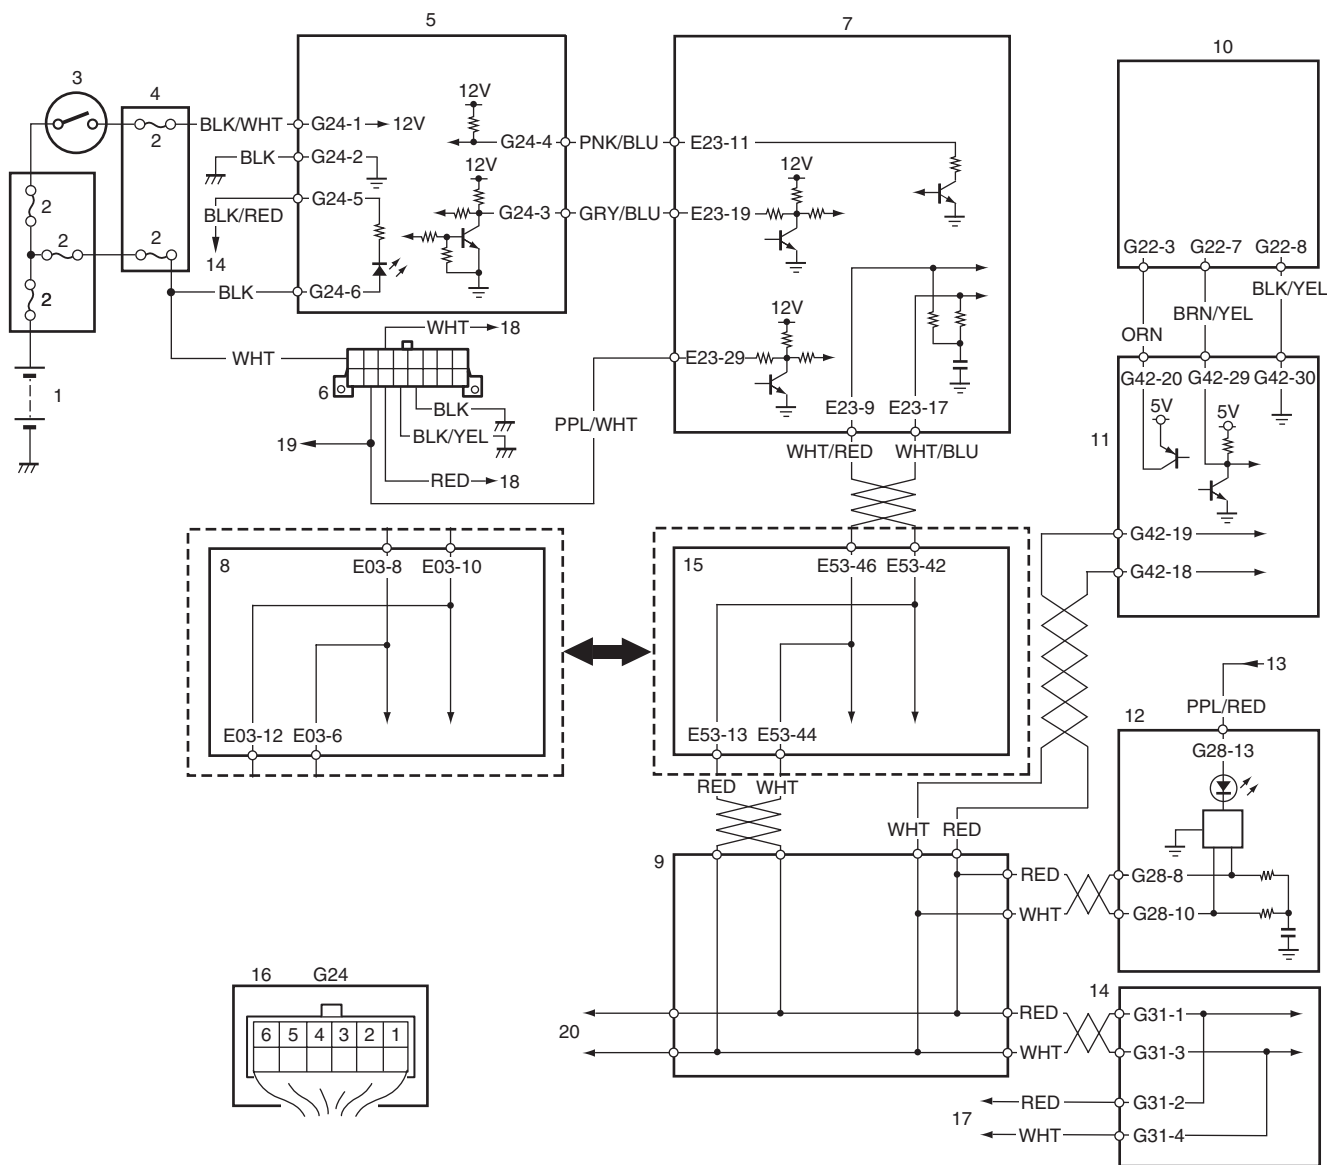 5
7
10
3
4
12V
12V
BLK/WHT
G24-1
12V
G24-4
PNK/BLU
E23-11
2
BLK
G24-2
12V
12V
2
G24-5
G24-3
GRY/BLU
E23-19
BLK/RED
2
2
14
G22-3
G22-7
G22-8
BLK
G24-6
BLK/YEL
2
12V
BRN/YEL
WHT
18
ORN
WHT
E23-29
G42-20
G42-29
G42-30
6
1
BLK
E23-9
E23-17
5V
5V
PPL/WHT
BLK/YEL
19
WHT/RED
WHT/BLU
11
RED
18
G42-19
8
E03-8
E03-10
15
E53-46
E53-42
G42-18
13
PPL/RED
12
E03-12
E03-6
E53-13
E53-44
G28-13
RED
WHT
WHT
RED
9
RED
G28-8
WHT
G28-10
16
G24
14
RED
G31-1
20
6
5
4
3
2
1
WHT
G31-3
RED
G31-2
17
WHT
G31-4